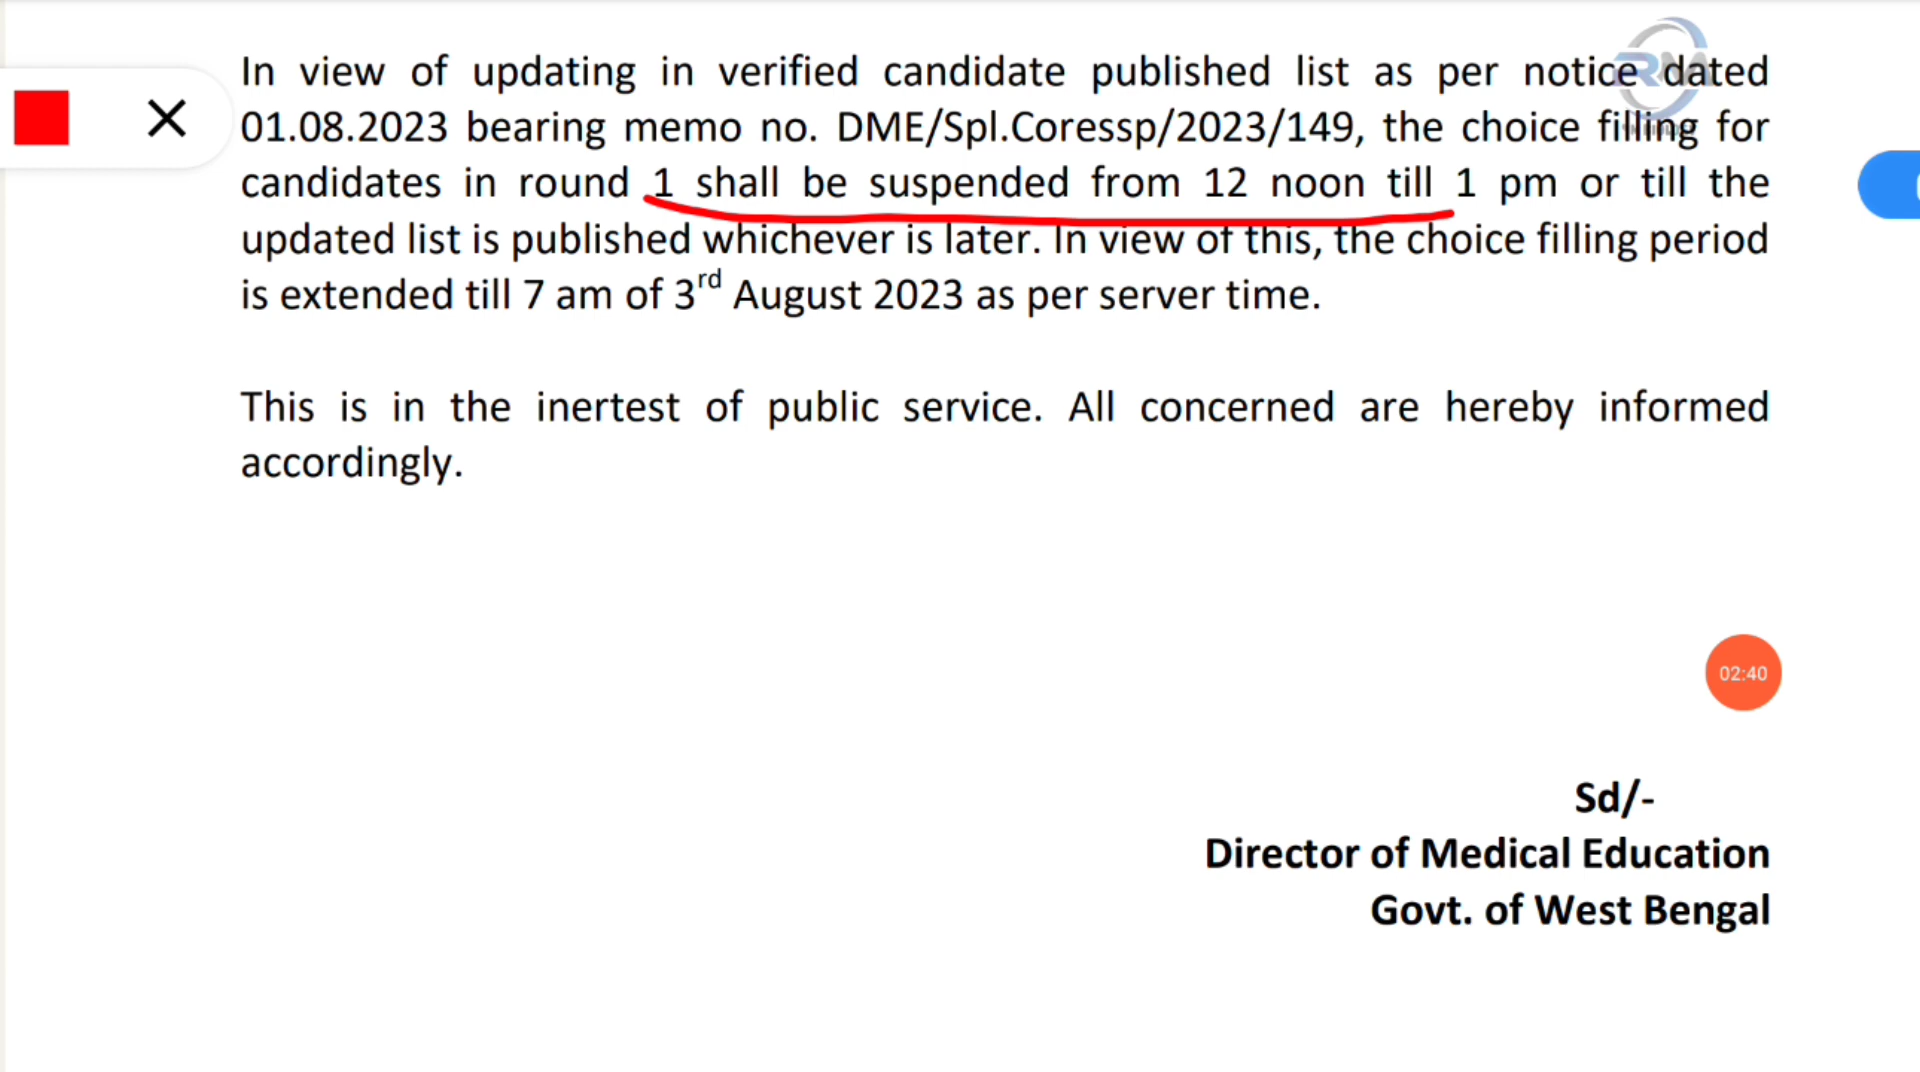 In view of updating in verified candidate published list as per notice dated
01.08.2023 bearing memo no. DME/Spl.Coressp/2023/149, the choice filling for
candidates in round 1 shall be suspended from 12 noon till 1 pm or till the
updated list is published whichever is later. In view of this, the choice filling period
is extended till 7 am of 3rd August 2023 as per server time.
This is in the inertest of public service. All concerned are hereby informed
accordingly.
02:40
Sd/-
Director of Medical Education
Govt. of West Bengal
RM